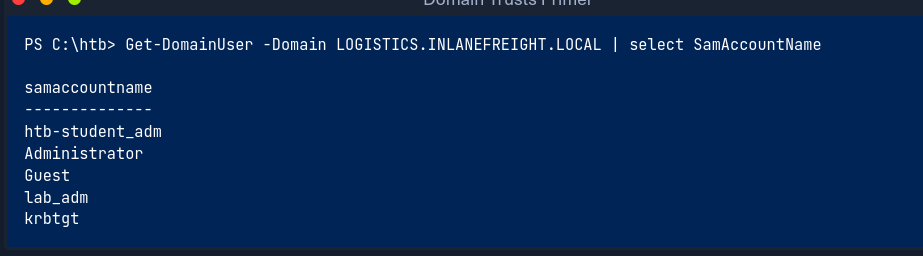 Domain Trusts Primer
PS C:\htb> Get-DomainUser -Domain LOGISTICS.INLANEFREIGHT.LOCAL | select SamAccountName
samaccountname
--------------
htb-student_adm
Administrator
Guest
lab_adm
krbtgt